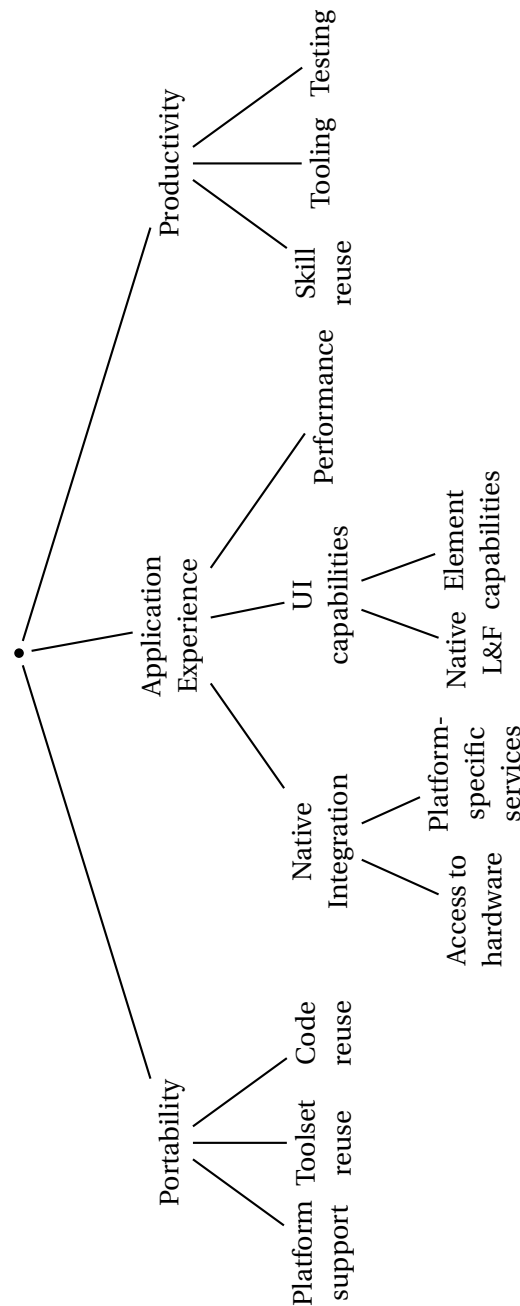 Portability
Platform
support
Toolset
reuse
Code
reuse
Application
Experience
Native
Integration
Access to
hardware
Platform-
specific
services
UI
capabilities
Native
L&F
Element
capabilities
Performance
Productivity
Skill
reuse
Tooling
Testing